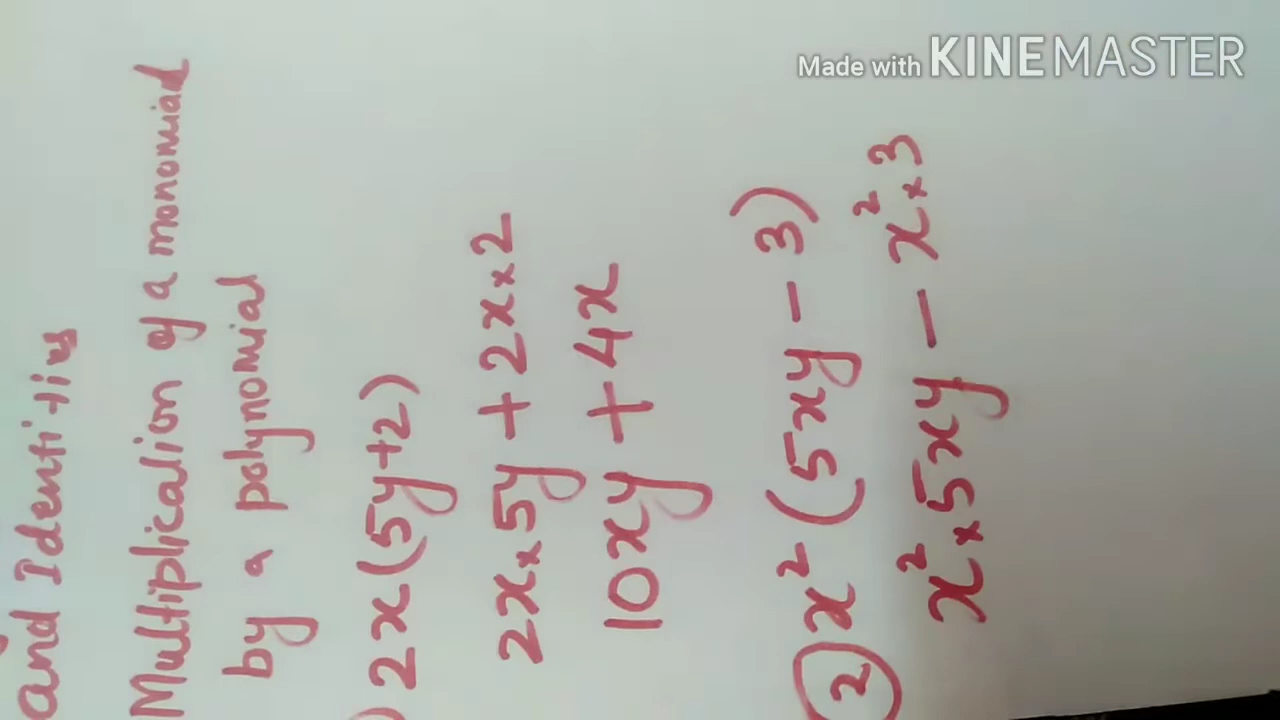 Made with KINEMASTER
and Identities
Multiplication of a monomial
by a polynomial
) 2x(5y+2)
2x×5y + 2x×2
10xy + 4x
2 x² (5xy - 3)
x²×5xy - x²×3